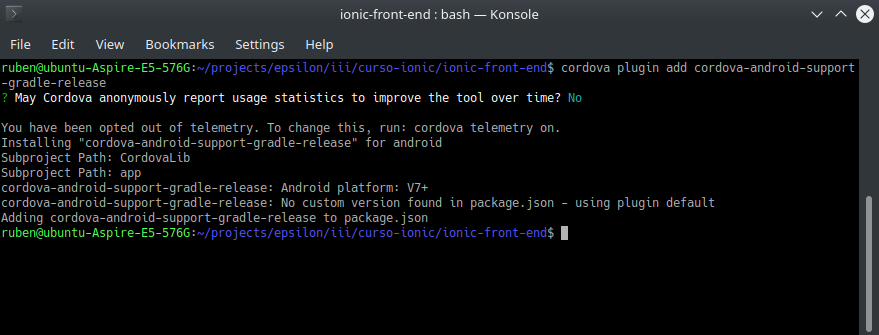 ionic-front-end : bash — Konsole
File Edit View Bookmarks Settings Help
ruben@ubuntu-Aspire-E5-576G:~/projects/epsilon/iii/curso-ionic/ionic-front-end$ cordova plugin add cordova-android-support
-gradle-release
? May Cordova anonymously report usage statistics to improve the tool over time? No
You have been opted out of telemetry. To change this, run: cordova telemetry on.
Installing "cordova-android-support-gradle-release" for android
Subproject Path: CordovaLib
Subproject Path: app
cordova-android-support-gradle-release: Android platform: V7+
cordova-android-support-gradle-release: No custom version found in package.json - using plugin default
Adding cordova-android-support-gradle-release to package.json
ruben@ubuntu-Aspire-E5-576G:~/projects/epsilon/iii/curso-ionic/ionic-front-end$